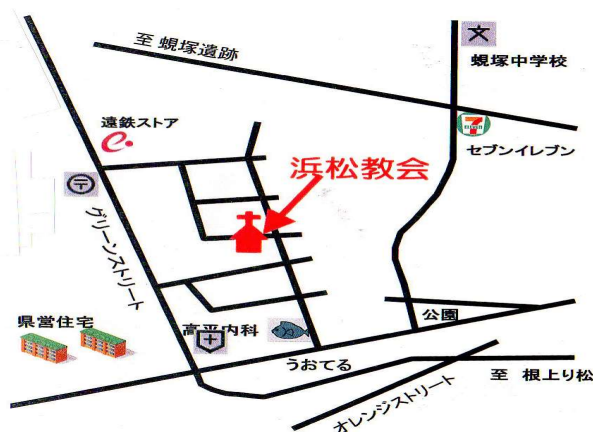 至 蜆塚遺跡
文
蜆塚中学校
遠鉄ストア
e
7
セブンイレブン
浜松教会
〒
グリーンストリート
県営住宅
高平内科
公園
うおてる
至 根上り松
オレンジストリート